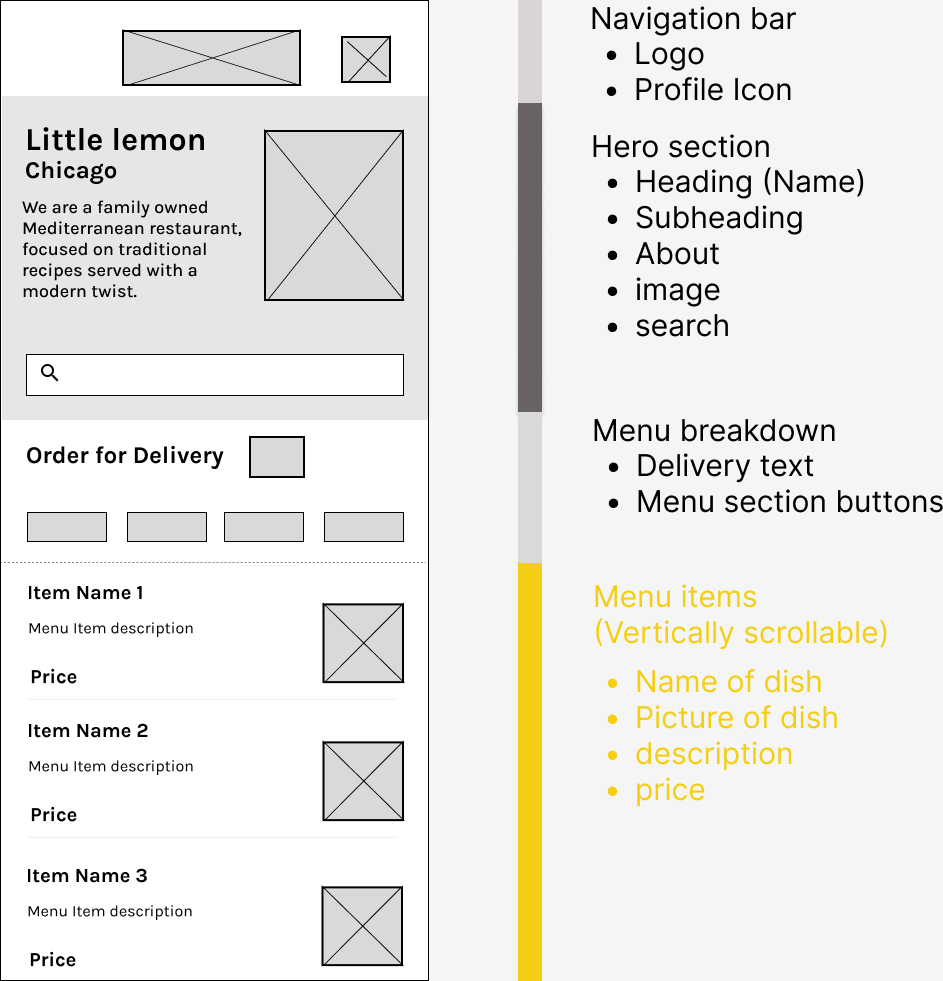 Little lemon
Chicago
We are a family owned
Mediterranean restaurant,
focused on traditional
recipes served with a
modern twist.
Order for Delivery
Item Name 1
Menu Item description
Price
Item Name 2
Menu Item description
Price
Item Name 3
Menu Item description
Price
Navigation bar
• Logo
• Profile Icon
Hero section
• Heading (Name)
• Subheading
• About
• image
• search
Menu breakdown
• Delivery text
• Menu section buttons
Menu items
(Vertically scrollable)
• Name of dish
• Picture of dish
• description
• price